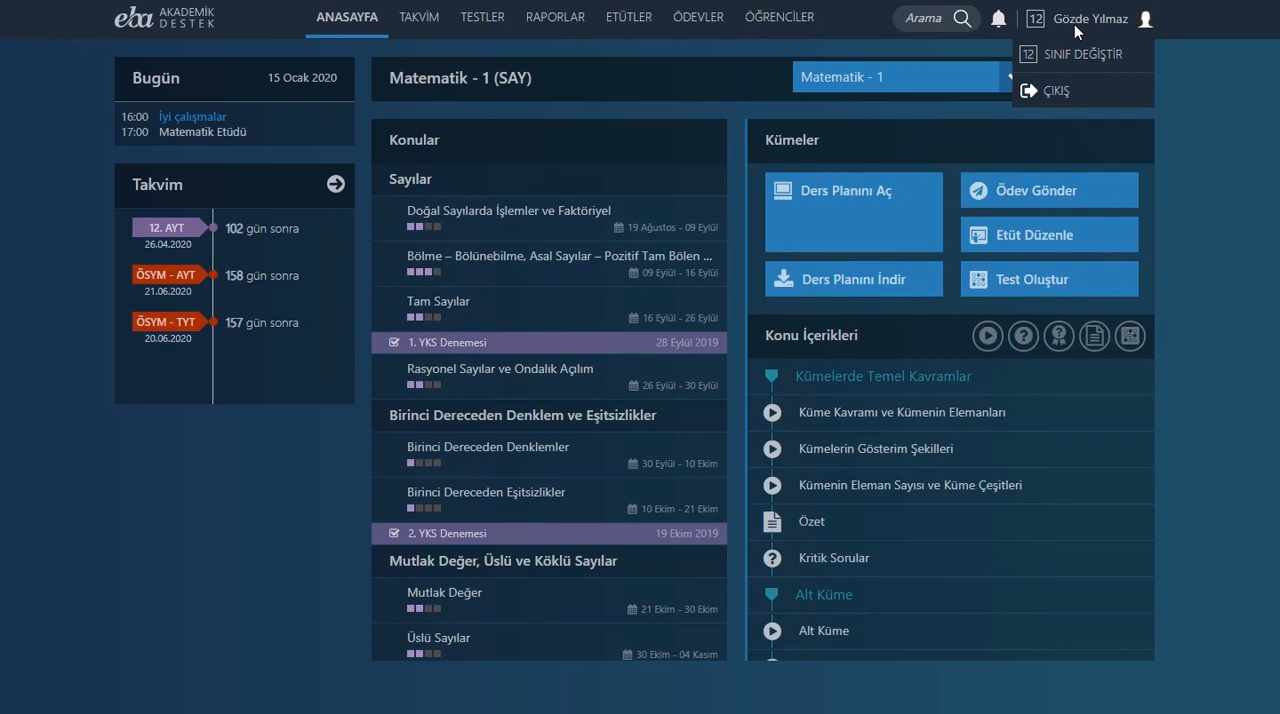 eba AKADEMİK DESTEK
ANASAYFA TAKVİM TESTLER RAPORLAR ETÜTLER ÖDEVLER ÖĞRENCİLER
Arama
12 Gözde Yılmaz
12 SINIF DEĞİŞTİR
ÇIKIŞ
Bugün 15 Ocak 2020
16:00 İyi çalışmalar
17:00 Matematik Etüdü
Takvim
12. AYT 102 gün sonra
26.04.2020
ÖSYM - AYT 158 gün sonra
21.06.2020
ÖSYM - TYT 157 gün sonra
20.06.2020
Matematik - 1 (SAY) Matematik - 1
Konular
Sayılar
Doğal Sayılarda İşlemler ve Faktöriyel
19 Ağustos - 09 Eylül
Bölme – Bölünebilme, Asal Sayılar – Pozitif Tam Bölen ...
09 Eylül - 16 Eylül
Tam Sayılar
16 Eylül - 26 Eylül
1. YKS Denemesi 28 Eylül 2019
Rasyonel Sayılar ve Ondalık Açılım
26 Eylül - 30 Eylül
Birinci Dereceden Denklem ve Eşitsizlikler
Birinci Dereceden Denklemler
30 Eylül - 10 Ekim
Birinci Dereceden Eşitsizlikler
10 Ekim - 21 Ekim
2. YKS Denemesi 19 Ekim 2019
Mutlak Değer, Üslü ve Köklü Sayılar
Mutlak Değer
21 Ekim - 30 Ekim
Üslü Sayılar
30 Ekim - 04 Kasım
Kümeler
Ders Planını Aç
Ödev Gönder
Etüt Düzenle
Ders Planını İndir
Test Oluştur
Konu İçerikleri
Kümelerde Temel Kavramlar
Küme Kavramı ve Kümenin Elemanları
Kümelerin Gösterim Şekilleri
Kümenin Eleman Sayısı ve Küme Çeşitleri
Özet
Kritik Sorular
Alt Küme
Alt Küme